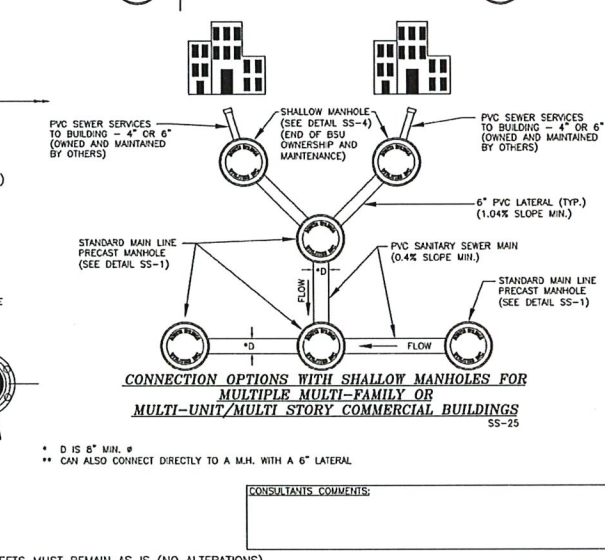 PVC SEWER SERVICES
TO BUILDING - 4" OR 6"
(OWNED AND MAINTAINED
BY OTHERS)
SHALLOW MANHOLE
(SEE DETAIL SS-4)
(END OF BSU
OWNERSHIP AND
MAINTENANCE)
PVC SEWER SERVICES
TO BUILDING - 4" OR 6"
(OWNED AND MAINTAINED
BY OTHERS)
6" PVC LATERAL (TYP.)
(1.04% SLOPE MIN.)
STANDARD MAIN LINE
PRECAST MANHOLE
(SEE DETAIL SS-1)
PVC SANITARY SEWER MAIN
(0.4% SLOPE MIN.)
*D
FLOW
STANDARD MAIN LINE
PRECAST MANHOLE
(SEE DETAIL SS-1)
*D
FLOW
CONNECTION OPTIONS WITH SHALLOW MANHOLES FOR
MULTIPLE MULTI-FAMILY OR
MULTI-UNIT/MULTI STORY COMMERCIAL BUILDINGS
SS-25
* D IS 8" MIN. ø
** CAN ALSO CONNECT DIRECTLY TO A M.H. WITH A 6" LATERAL
CONSULTANTS COMMENTS:
MUST REMAIN AS IS (NO ALTERATIONS)